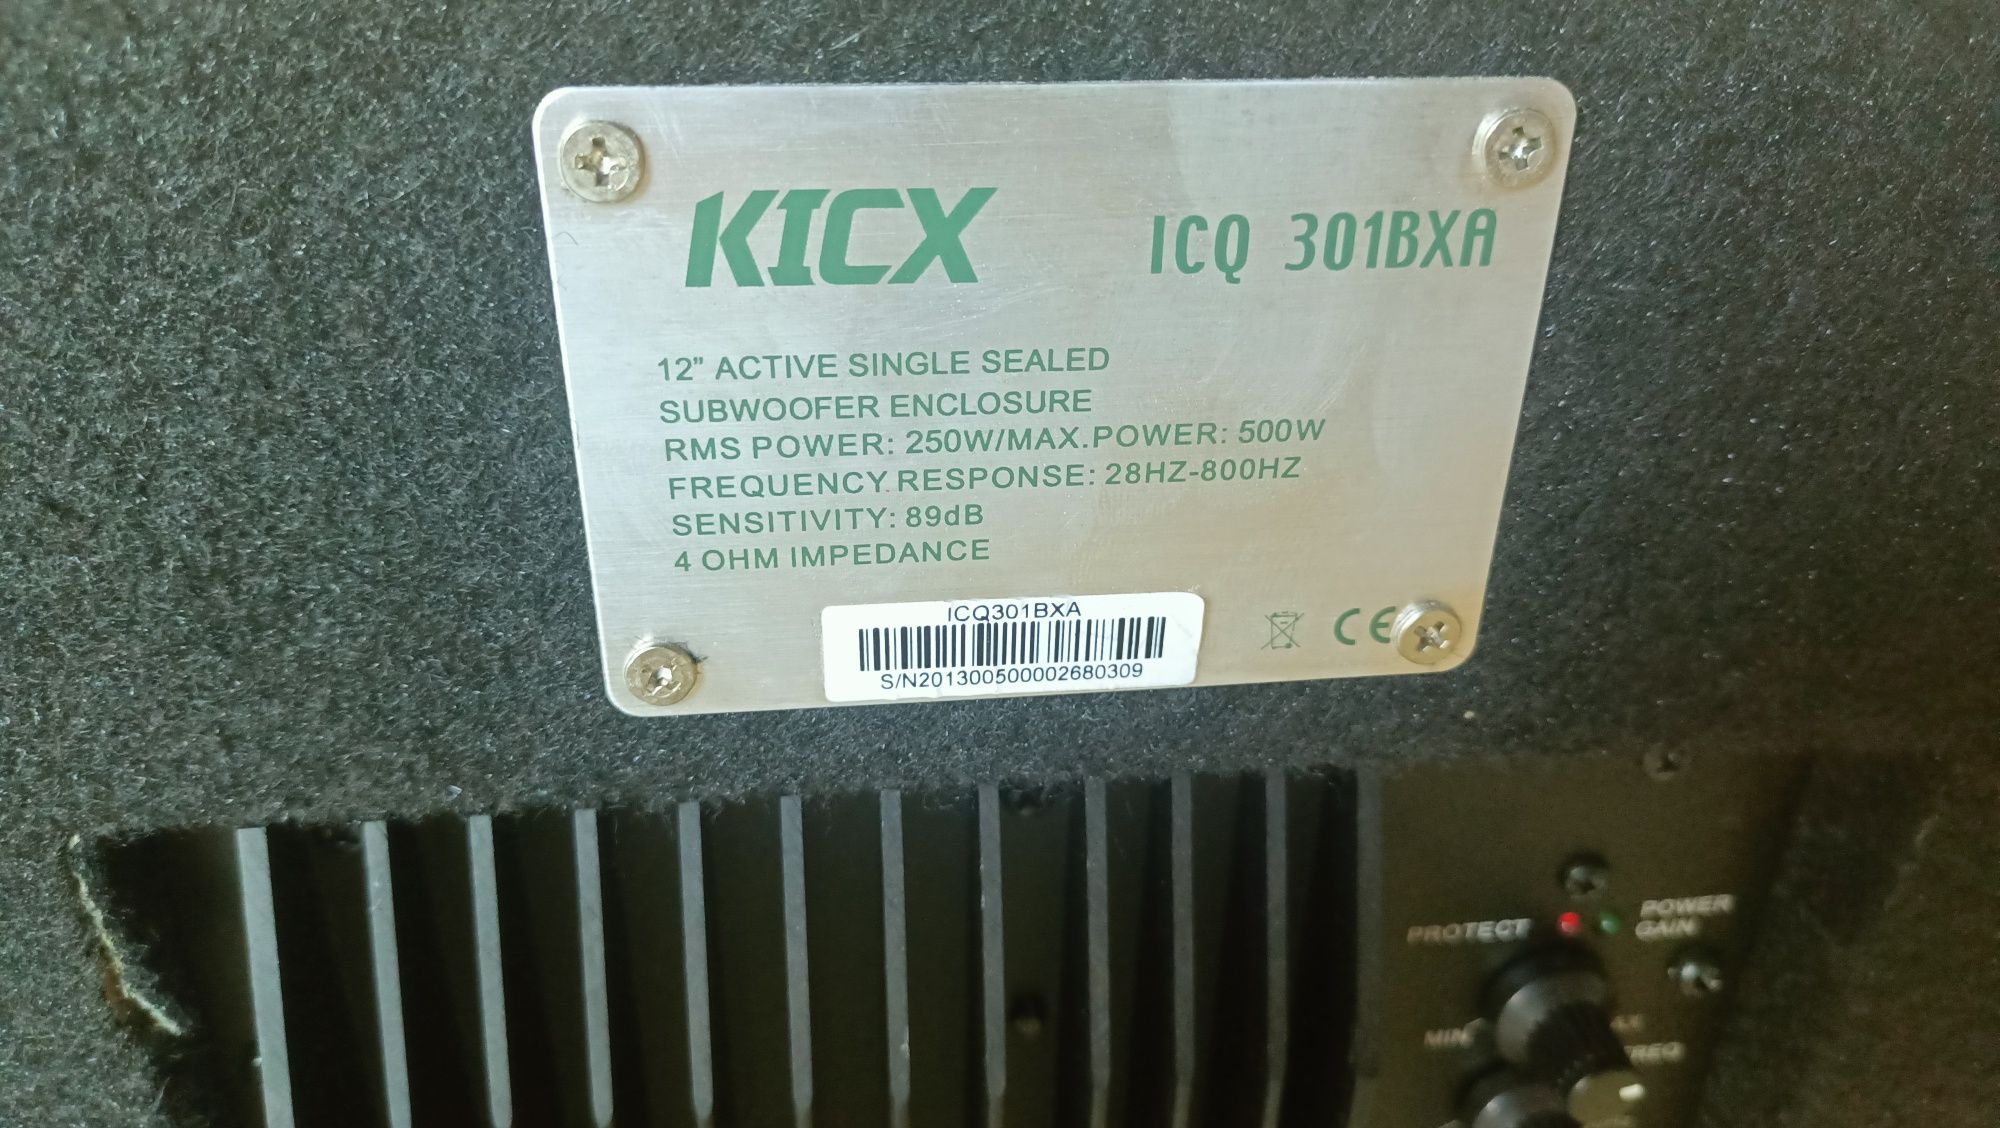 KICX ICQ 301BXA
12" ACTIVE SINGLE SEALED
SUBWOOFER ENCLOSURE
RMS POWER: 250W/MAX.POWER: 500W
FREQUENCY RESPONSE: 28HZ-800HZ
SENSITIVITY: 89dB
4 OHM IMPEDANCE
ICQ301BXA
S/N201300500002680309
CE
PROTECT
POWER
GAIN
MIN